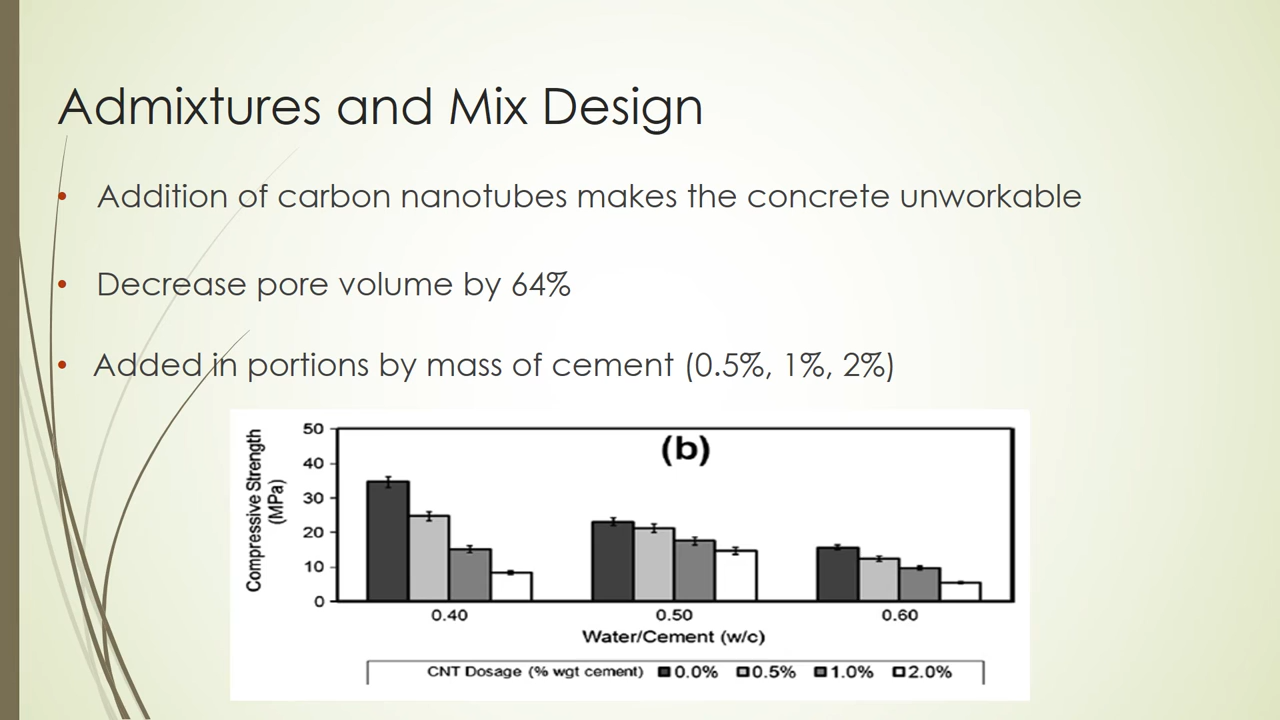 Admixtures and Mix Design
• Addition of carbon nanotubes makes the concrete unworkable
• Decrease pore volume by 64%
• Added in portions by mass of cement (0.5%, 1%, 2%)
Compressive Strength
(MPa)
50
40
30
20
10
0
(b)
0.40 0.50 0.60
Water/Cement (w/c)
CNT Dosage (% wgt cement) 0.0% 0.5% 1.0% 2.0%